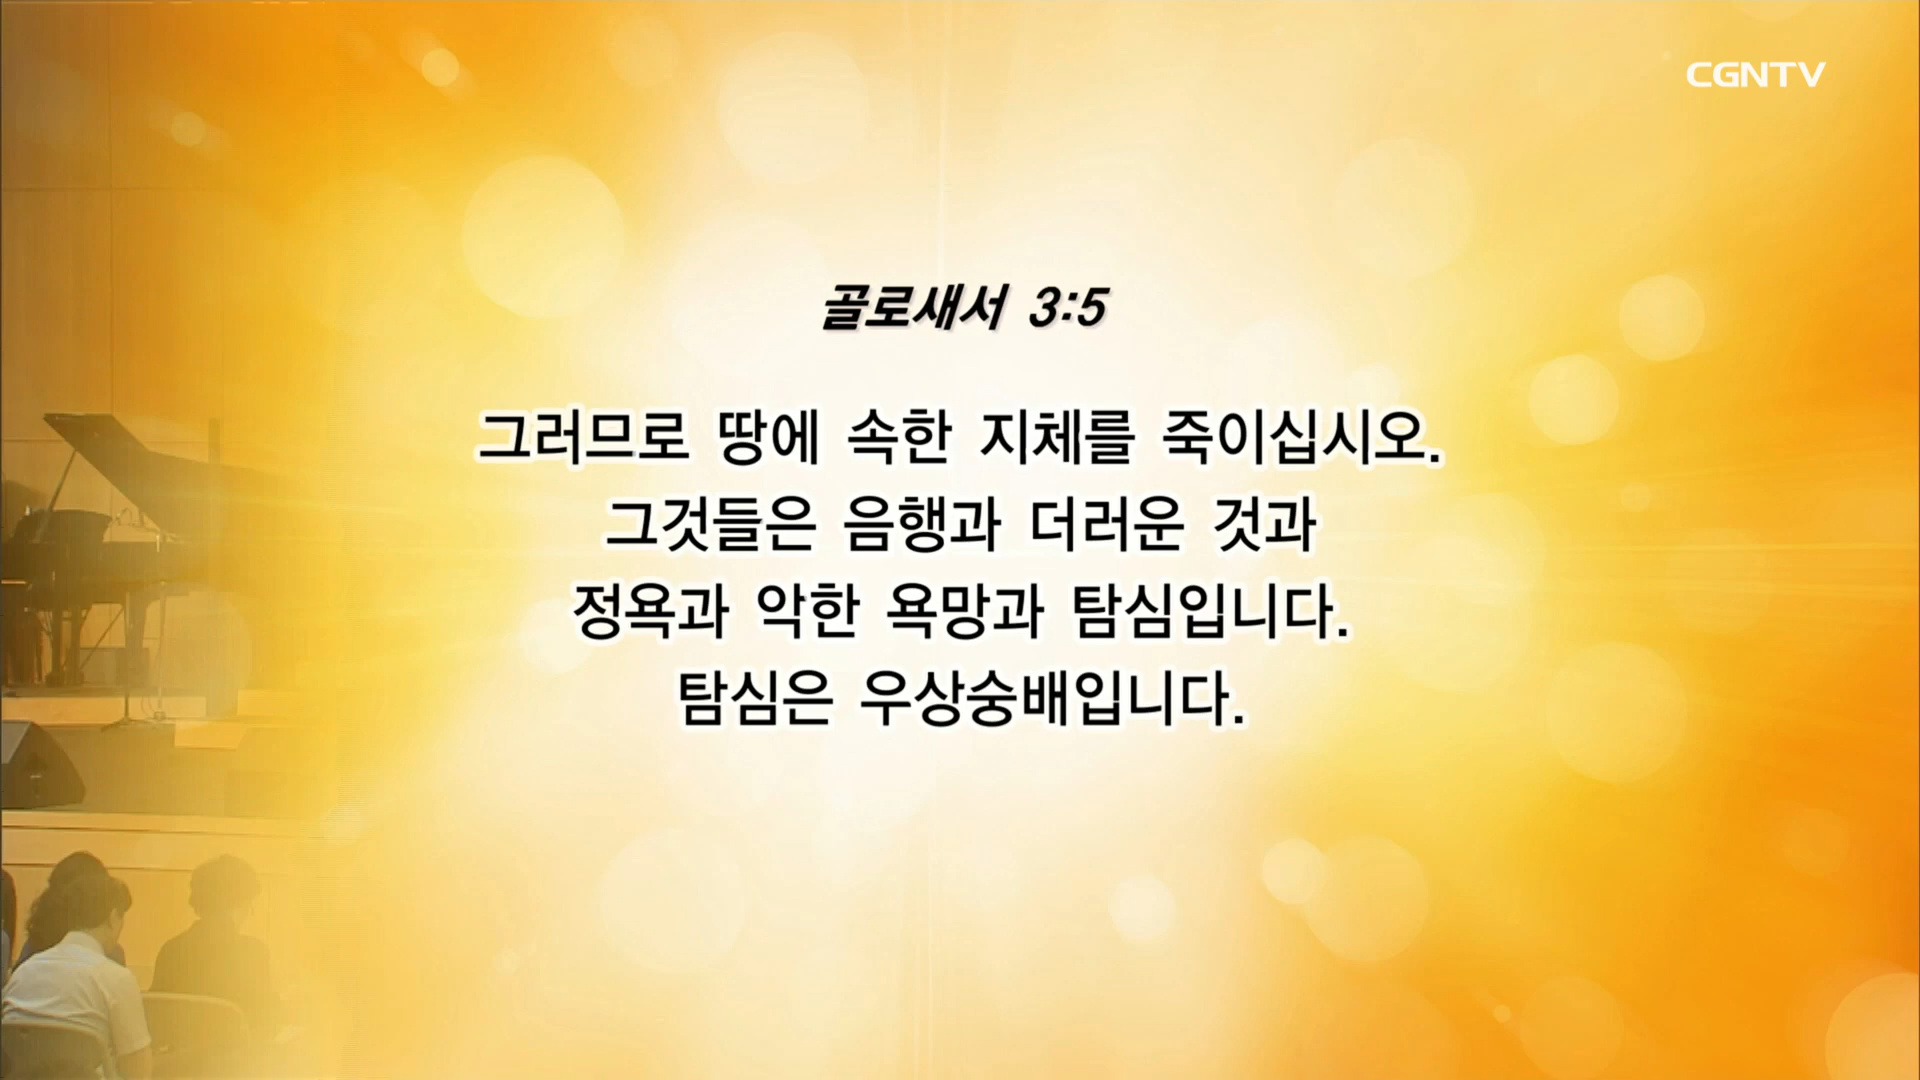 CGNTV
골로새서 3:5
그러므로 땅에 속한 지체를 죽이십시오.
그것들은 음행과 더러운 것과
정욕과 악한 욕망과 탐심입니다.
탐심은 우상숭배입니다.